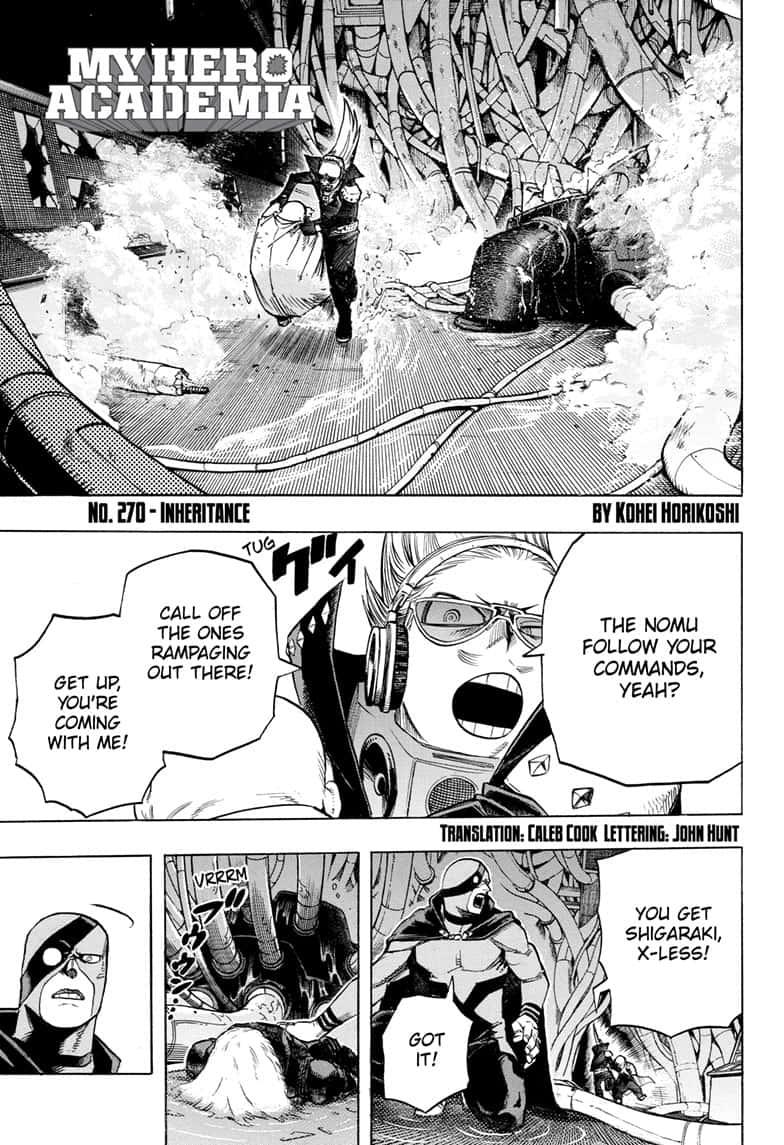 MY HERO
ACADEMIA
NO. 270 - INHERITANCE
BY KOHEI HORIKOSHI
THE NOMU
FOLLOW YOUR
COMMANDS,
YEAH?
TUG
グイ
CALL OFF
THE ONES
RAMPAGING
OUT THERE!
GET UP,
YOU'RE
COMING
WITH ME!
TRANSLATION: CALEB COOK LETTERING: JOHN HUNT
YOU GET
SHIGARAKI,
X-LESS!
GOT
IT!
VRRRM